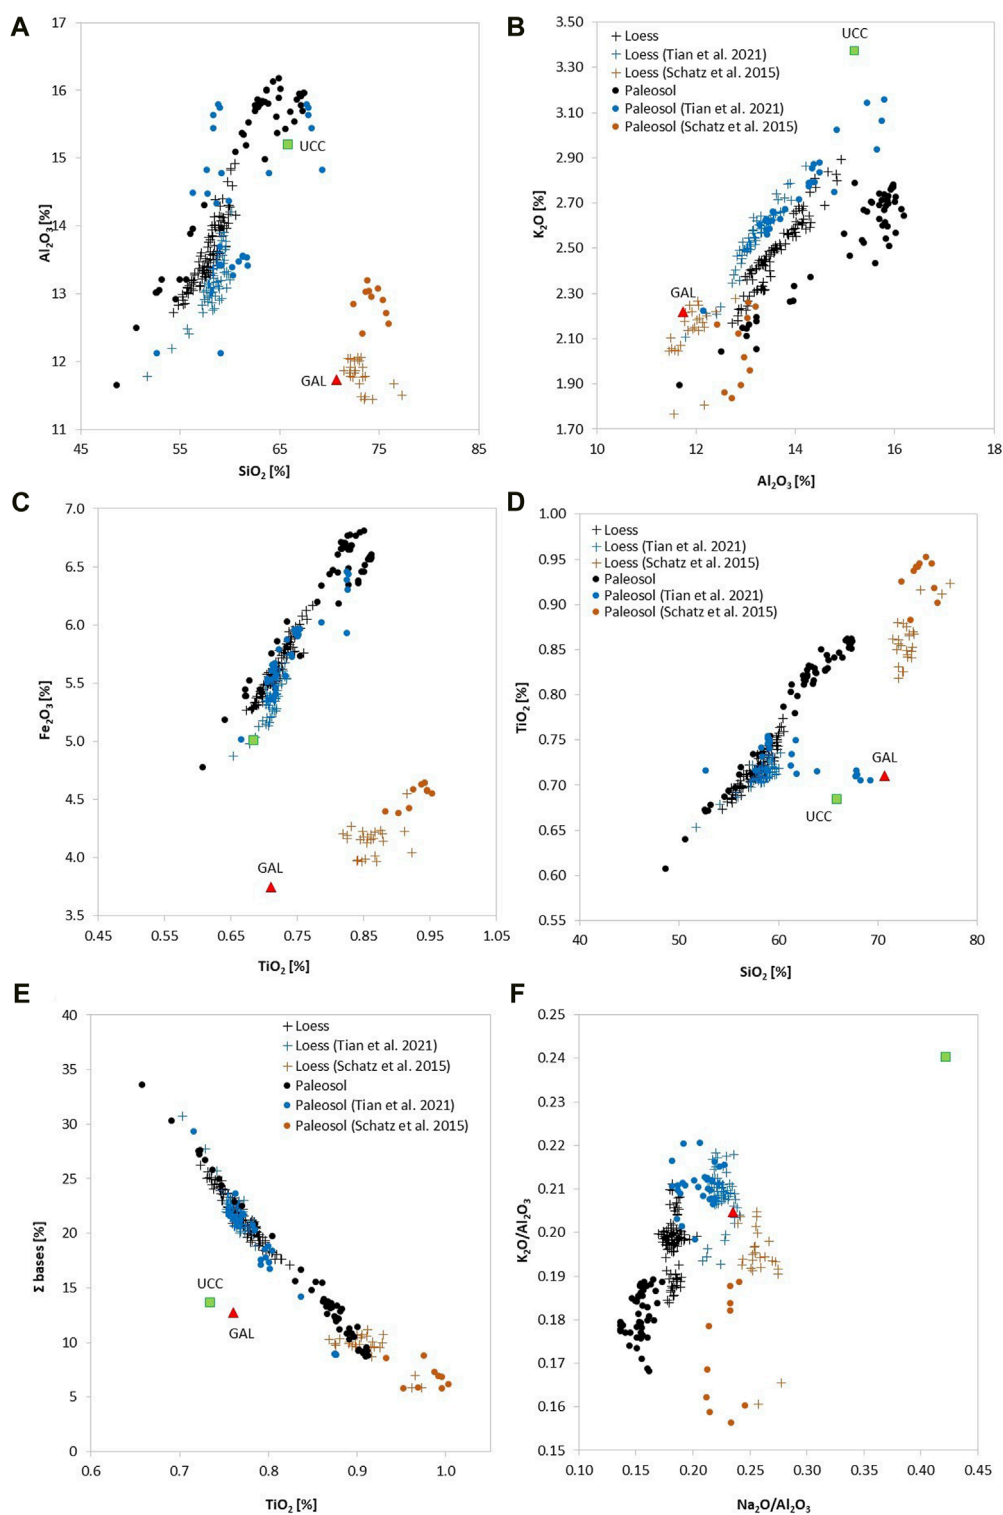 A
17
16
15
14
13
12
11
Al₂O₃ [%]
UCC
GAL
45
55
65
75
85
SiO₂ [%]
B
3.50
3.30
3.10
2.90
2.70
2.50
2.30
2.10
1.90
1.70
K₂O [%]
Loess
Loess (Tian et al. 2021)
Loess (Schatz et al. 2015)
Paleosol
Paleosol (Tian et al. 2021)
Paleosol (Schatz et al. 2015)
UCC
GAL
10
12
14
16
18
Al₂O₃ [%]
C
7.0
6.5
6.0
5.5
5.0
4.5
4.0
3.5
Fe₂O₃ [%]
GAL
0.45
0.55
0.65
0.75
0.85
0.95
1.05
TiO₂ [%]
D
1.00
0.95
0.90
0.85
0.80
0.75
0.70
0.65
0.60
0.55
TiO₂ [%]
Loess
Loess (Tian et al. 2021)
Loess (Schatz et al. 2015)
Paleosol
Paleosol (Tian et al. 2021)
Paleosol (Schatz et al. 2015)
GAL
UCC
40
50
60
70
80
SiO₂ [%]
E
40
35
30
25
20
15
10
5
0
Σ bases [%]
Loess
Loess (Tian et al. 2021)
Loess (Schatz et al. 2015)
Paleosol
Paleosol (Tian et al. 2021)
Paleosol (Schatz et al. 2015)
UCC
GAL
0.6
0.7
0.8
0.9
1.0
TiO₂ [%]
F
0.25
0.24
0.23
0.22
0.21
0.20
0.19
0.18
0.17
0.16
0.15
K₂O/Al₂O₃
0.10
0.15
0.20
0.25
0.30
0.35
0.40
0.45
Na₂O/Al₂O₃